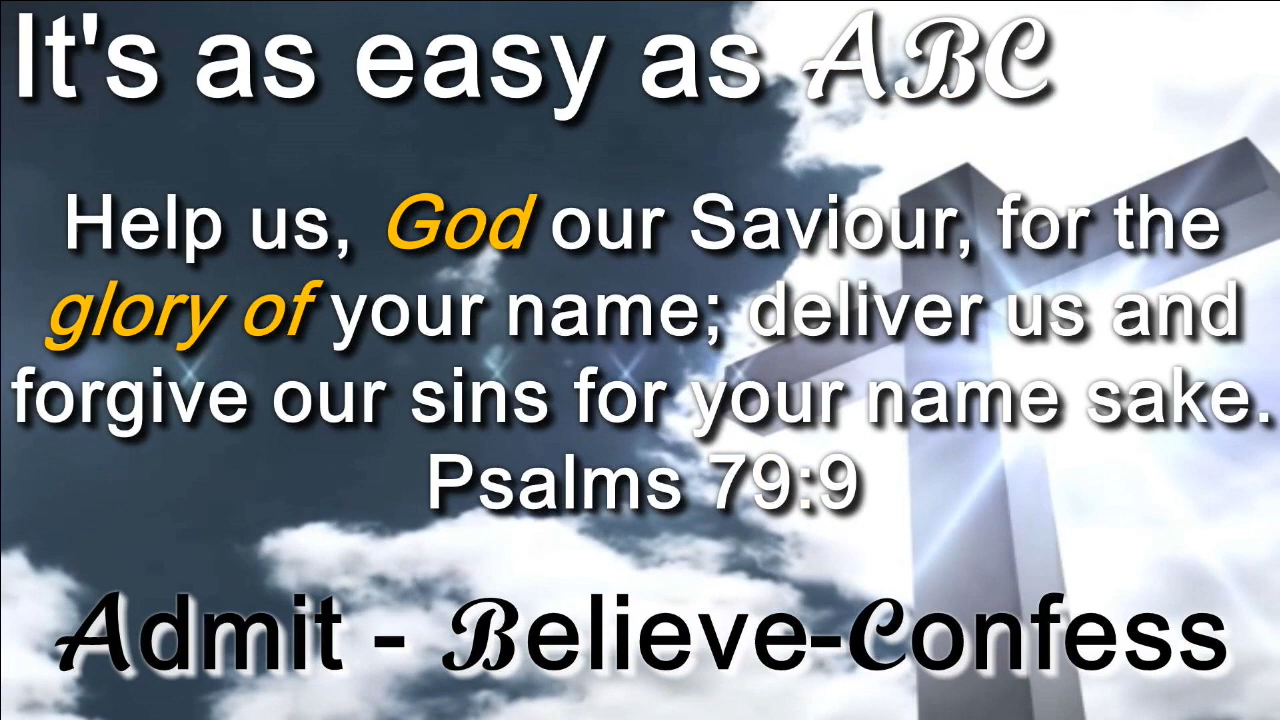 It's as easy as ABC
Help us, God our Saviour, for the
glory of your name; deliver us and
forgive our sins for your name sake.
Psalms 79:9
Admit - Believe-Confess